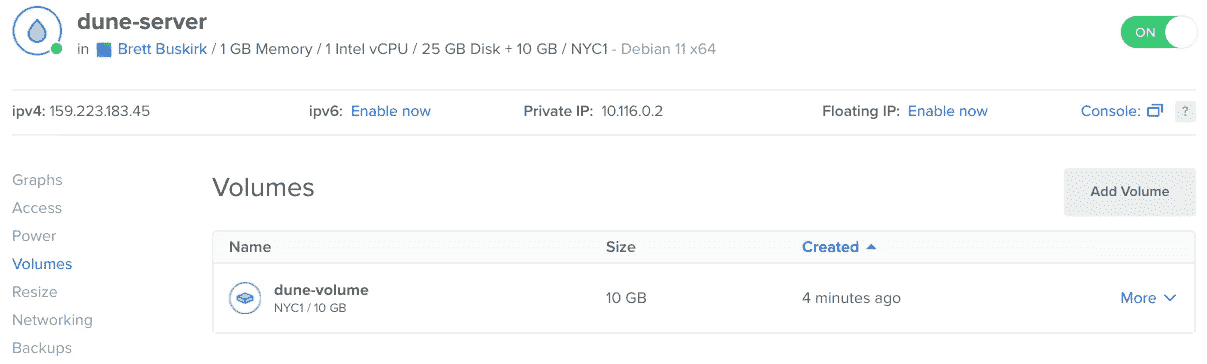 dune-server
in Brett Buskirk / 1 GB Memory / 1 Intel vCPU / 25 GB Disk + 10 GB / NYC1 - Debian 11 x64
ON
ipv4: 159.223.183.45 ipv6: Enable now Private IP: 10.116.0.2 Floating IP: Enable now Console: ?
Graphs
Access
Power
Volumes
Resize
Networking
Backups
Volumes
Add Volume
Name Size Created
dune-volume
NYC1 / 10 GB
10 GB 4 minutes ago More